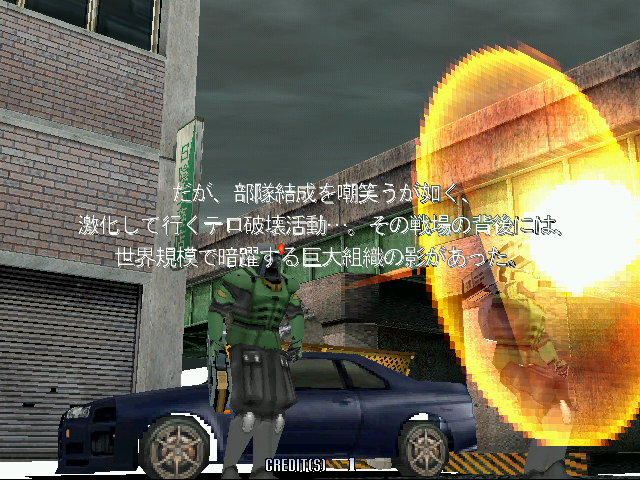 だが、部隊結成を嘲笑うが如く、
激化して行くテロ破壊活動…。その戦場の背後には、
世界規模で暗躍する巨大組織の影があった。
CREDIT(S) 1